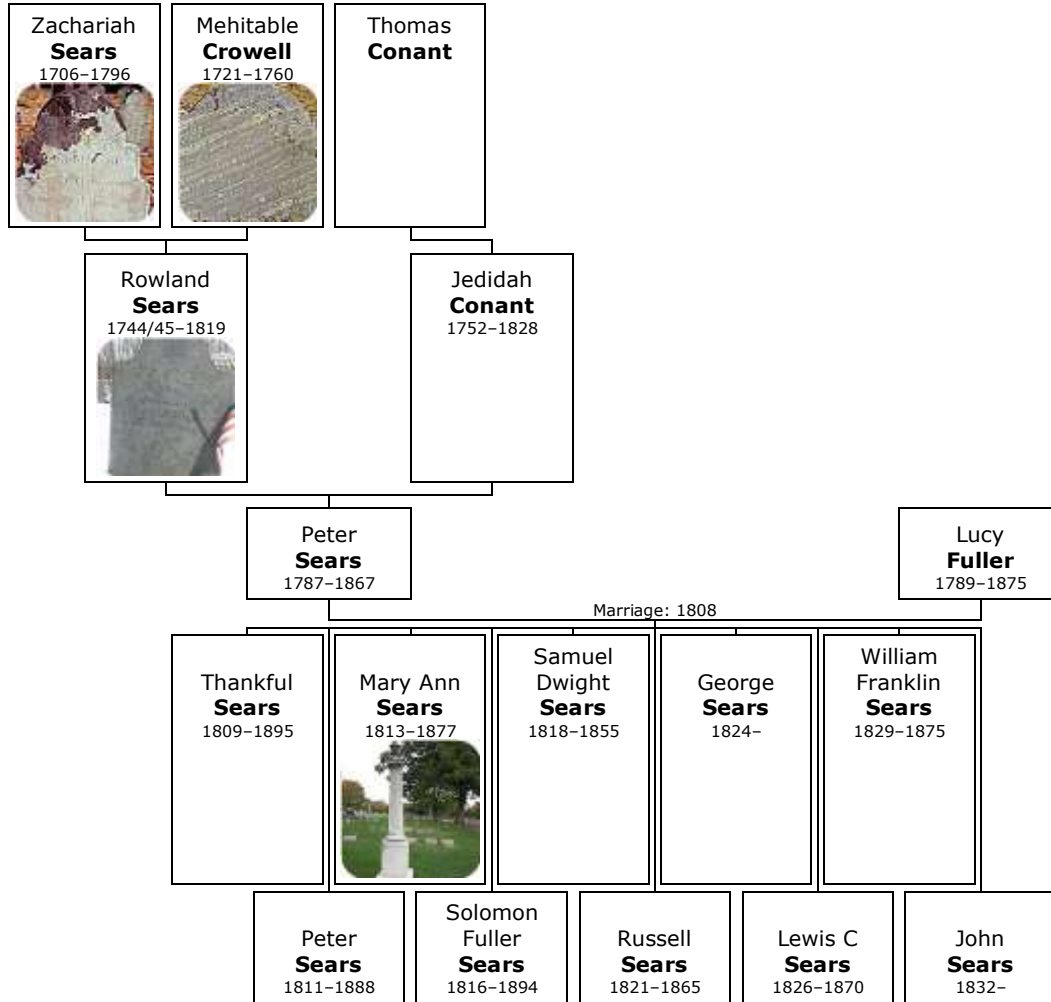 Zachariah
Sears
1706–1796
Mehitable
Crowell
1721–1760
Thomas
Conant
Rowland
Sears
1744/45–1819
Jedidah
Conant
1752–1828
Peter
Sears
1787–1867
Lucy
Fuller
1789–1875
Marriage: 1808
Thankful
Sears
1809–1895
Mary Ann
Sears
1813–1877
Samuel
Dwight
Sears
1818–1855
George
Sears
1824–
William
Franklin
Sears
1829–1875
Peter
Sears
1811–1888
Solomon
Fuller
Sears
1816–1894
Russell
Sears
1821–1865
Lewis C
Sears
1826–1870
John
Sears
1832–